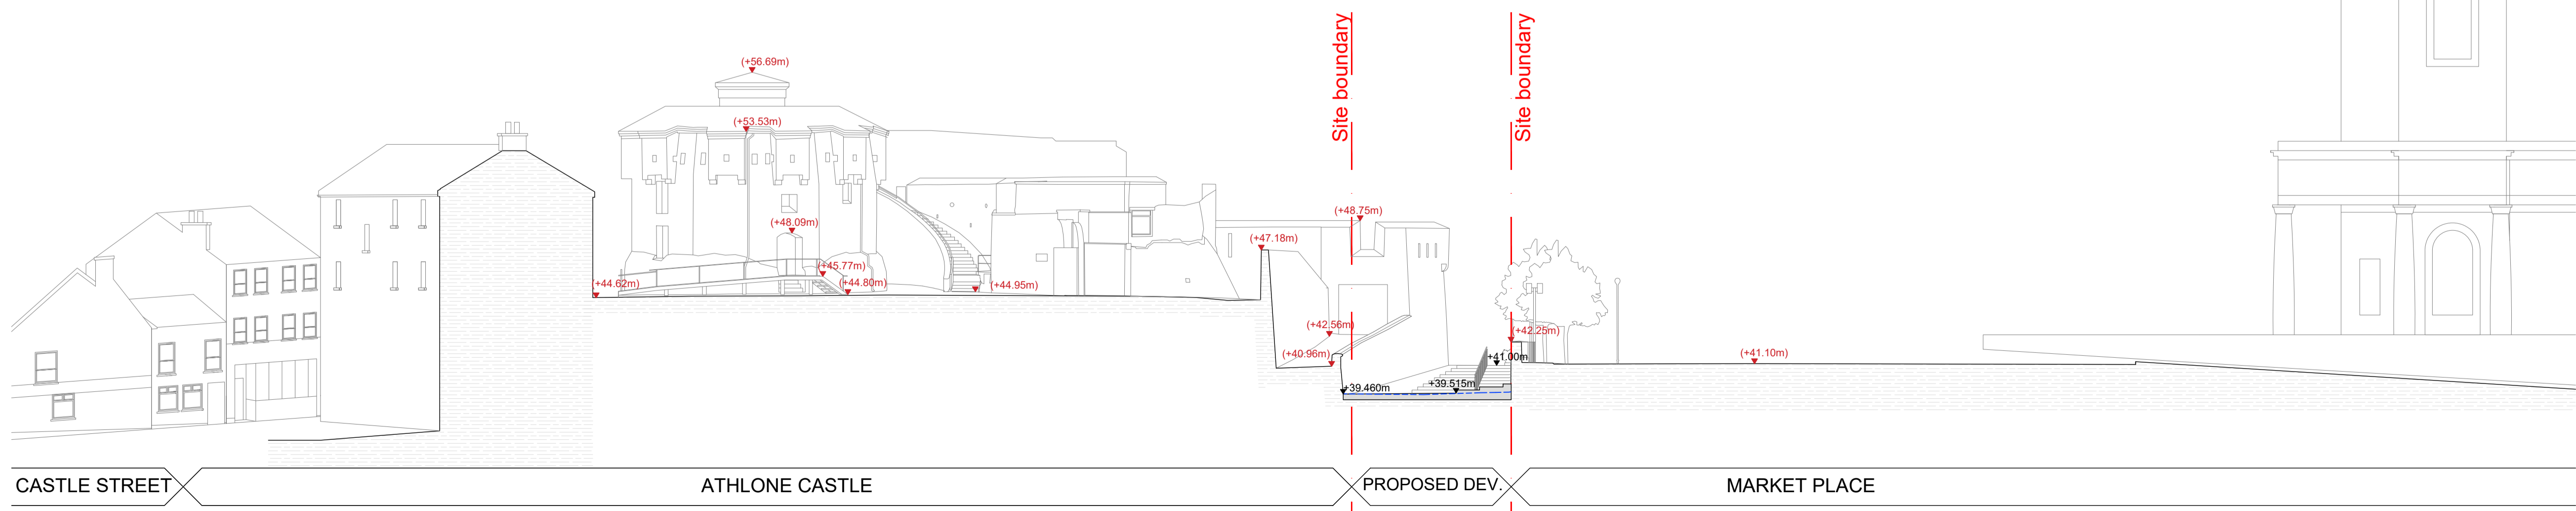 Site boundary
Site boundary
(+56.69m)
(+53.53m)
(+48.09m)
(+48.75m)
(+47.18m)
(+45.77m)
(+44.62m)
(+44.80m)
(+44.95m)
(+42.56m)
(+42.25m)
(+40.96m)
+41.00m
(+41.10m)
+39.460m
+39.515m
CASTLE STREET
ATHLONE CASTLE
PROPOSED DEV.
MARKET PLACE